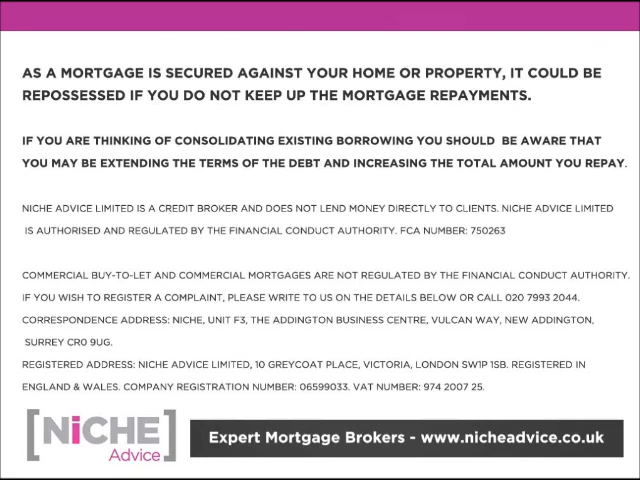 AS A MORTGAGE IS SECURED AGAINST YOUR HOME OR PROPERTY, IT COULD BE
REPOSSESSED IF YOU DO NOT KEEP UP THE MORTGAGE REPAYMENTS.
IF YOU ARE THINKING OF CONSOLIDATING EXISTING BORROWING YOU SHOULD BE AWARE THAT
YOU MAY BE EXTENDING THE TERMS OF THE DEBT AND INCREASING THE TOTAL AMOUNT YOU REPAY.
NICHE ADVICE LIMITED IS A CREDIT BROKER AND DOES NOT LEND MONEY DIRECTLY TO CLIENTS. NICHE ADVICE LIMITED
IS AUTHORISED AND REGULATED BY THE FINANCIAL CONDUCT AUTHORITY. FCA NUMBER: 750263
COMMERCIAL BUY-TO-LET AND COMMERCIAL MORTGAGES ARE NOT REGULATED BY THE FINANCIAL CONDUCT AUTHORITY.
IF YOU WISH TO REGISTER A COMPLAINT, PLEASE WRITE TO US ON THE DETAILS BELOW OR CALL 020 7993 2044.
CORRESPONDENCE ADDRESS: NICHE, UNIT F3, THE ADDINGTON BUSINESS CENTRE, VULCAN WAY, NEW ADDINGTON,
SURREY CR0 9UG.
REGISTERED ADDRESS: NICHE ADVICE LIMITED, 10 GREYCOAT PLACE, VICTORIA, LONDON SW1P 1SB. REGISTERED IN
ENGLAND & WALES. COMPANY REGISTRATION NUMBER: 06599033. VAT NUMBER: 974 2007 25.
[NiCHE]
Advice
Expert Mortgage Brokers - www.nicheadvice.co.uk